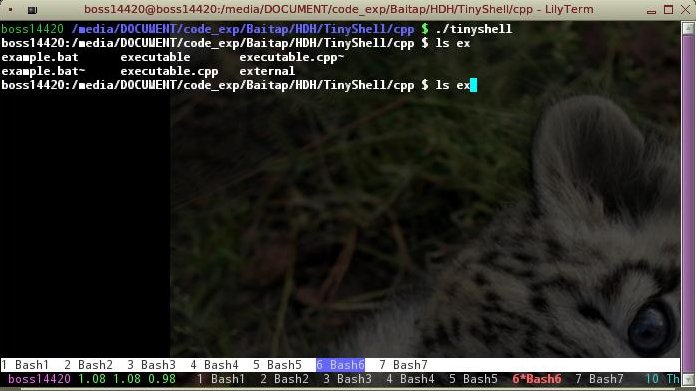 boss14420@boss14420:/media/DOCUMENT/code_exp/Baitap/HDH/TinyShell/cpp - LilyTerm
boss14420 /media/DOCUMENT/code_exp/Baitap/HDH/TinyShell/cpp $ ./tinyshell
boss14420:/media/DOCUMENT/code_exp/Baitap/HDH/TinyShell/cpp $ ls ex
example.bat executable executable.cpp~
example.bat~ executable.cpp external
boss14420:/media/DOCUMENT/code_exp/Baitap/HDH/TinyShell/cpp $ ls ex
1 Bash1 2 Bash2 3 Bash3 4 Bash4 5 Bash5 6 Bash6 7 Bash7
boss14420 1.08 1.08 0.98 1 Bash1 2 Bash2 3 Bash3 4 Bash4 5 Bash5 6*Bash6 7 Bash7 10 Th